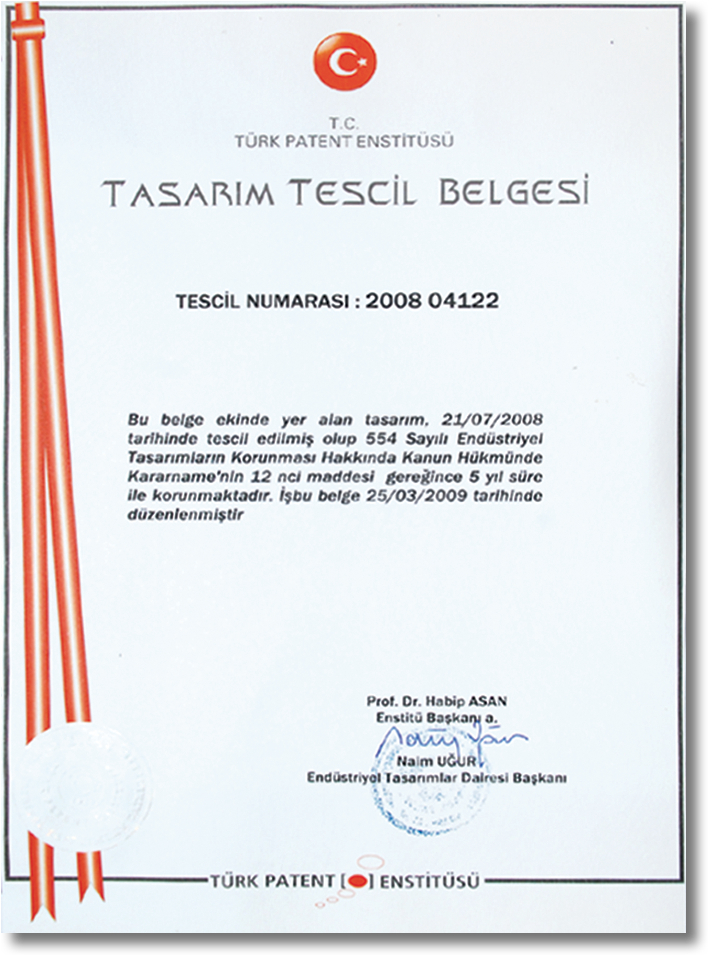 T.C.
TÜRK PATENT ENSTİTÜSÜ
TASARIM TESCİL BELGESİ
TESCİL NUMARASI : 2008 04122
Bu belge ekinde yer alan tasarım, 21/07/2008
tarihinde tescil edilmiş olup 554 Sayılı Endüstriyel
Tasarımların Korunması Hakkında Kanun Hükmünde
Kararname'nin 12 nci maddesi gereğince 5 yıl süre
ile korunmaktadır. İşbu belge 25/03/2009 tarihinde
düzenlenmiştir
Prof. Dr. Habip ASAN
Enstitü Başkanı a.
Naim UĞUR
Endüstriyel Tasarımlar Dairesi Başkanı
TÜRK PATENT [ ] ENSTİTÜSÜ